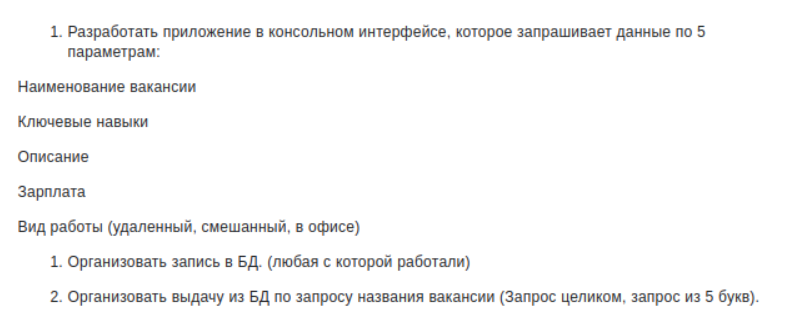 1. Разработать приложение в консольном интерфейсе, которое запрашивает данные по 5
параметрам:
Наименование вакансии
Ключевые навыки
Описание
Зарплата
Вид работы (удаленный, смешанный, в офисе)
1. Организовать запись в БД. (любая с которой работали)
2. Организовать выдачу из БД по запросу названия вакансии (Запрос целиком, запрос из 5 букв).